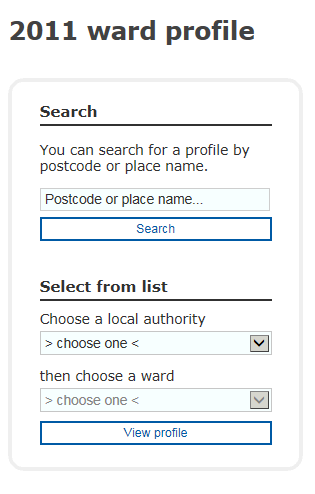 2011 ward profile
Search
You can search for a profile by
postcode or place name.
Postcode or place name...
Search
Select from list
Choose a local authority
> choose one <
then choose a ward
> choose one <
View profile